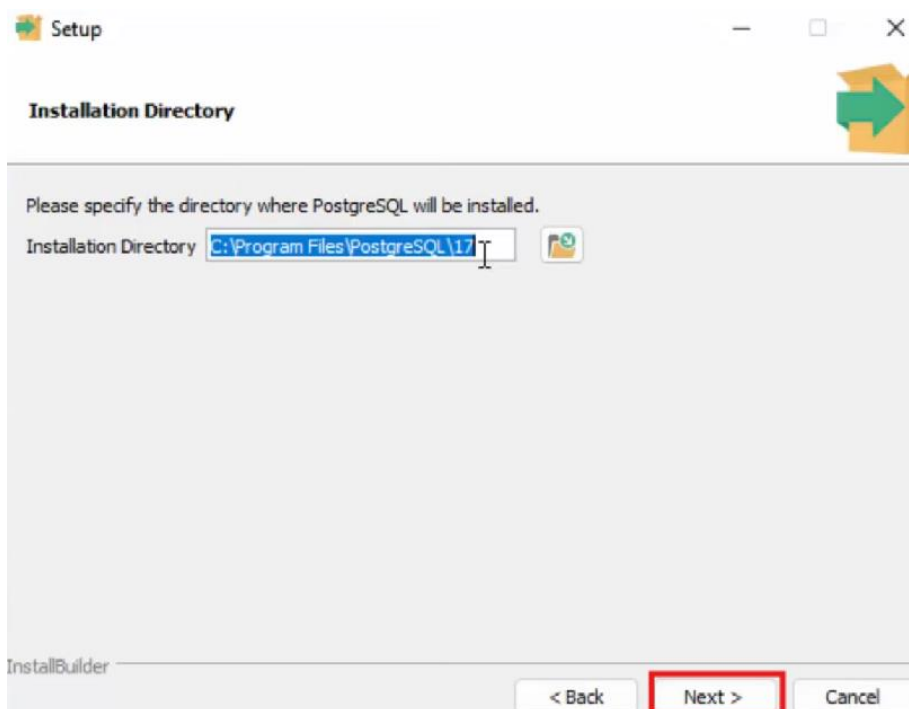 Setup
Installation Directory
Please specify the directory where PostgreSQL will be installed.
Installation Directory C:\Program Files\PostgreSQL\17
InstallBuilder
< Back Next > Cancel